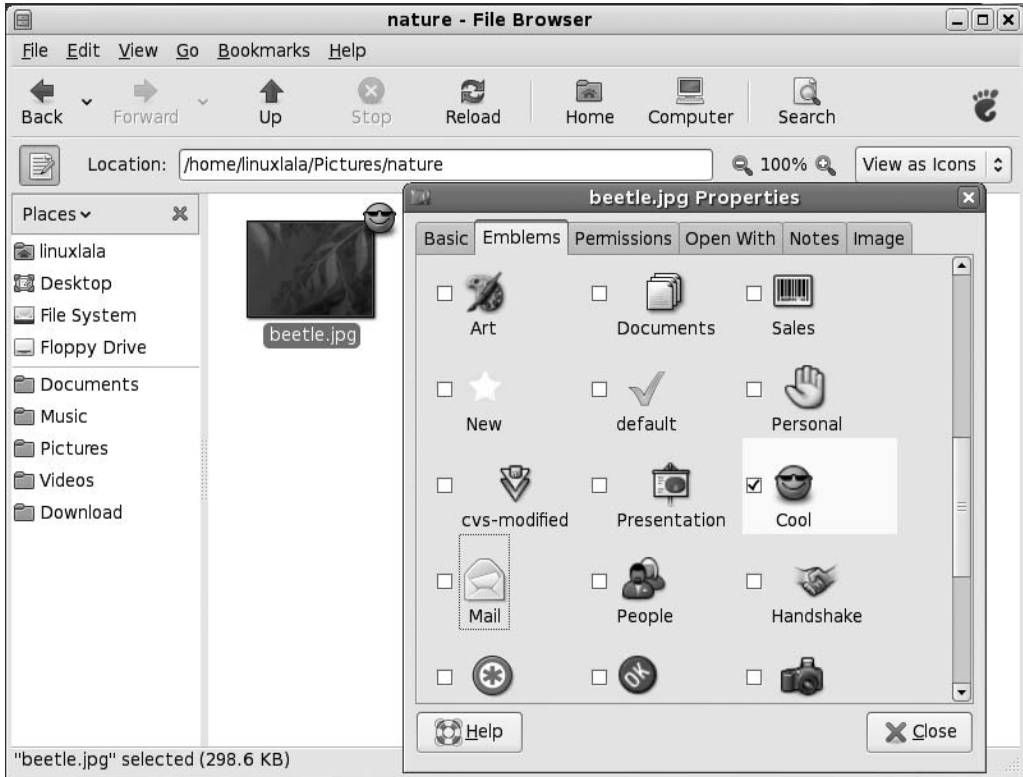 nature - File Browser
File Edit View Go Bookmarks Help
Back Forward Up Stop Reload Home Computer Search
Location: /home/linuxlala/Pictures/nature 100% View as Icons
Places
linuxlala
Desktop
File System
Floppy Drive
Documents
Music
Pictures
Videos
Download
beetle.jpg
beetle.jpg Properties
Basic Emblems Permissions Open With Notes Image
Art Documents Sales
New default Personal
cvs-modified Presentation Cool
Mail People Handshake
OK
Help Close
"beetle.jpg" selected (298.6 KB)